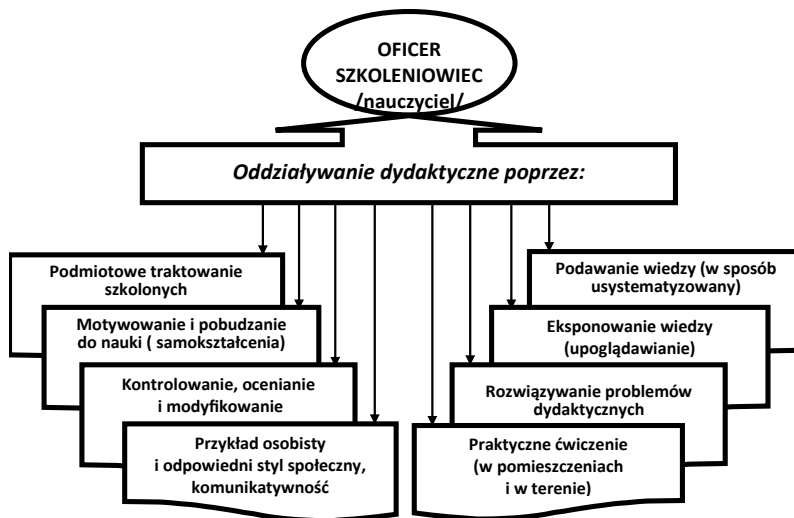 OFICER
SZKOLENIOWIEC
/nauczyciel/
Oddziaływanie dydaktyczne poprzez:
Podmiotowe traktowanie
szkolonych
Motywowanie i pobudzanie
do nauki ( samokształcenia)
Kontrolowanie, ocenianie
i modyfikowanie
Przykład osobisty
i odpowiedni styl społeczny,
komunikatywność
Podawanie wiedzy (w sposób
usystematyzowany)
Eksponowanie wiedzy
(upoglądawianie)
Rozwiązywanie problemów
dydaktycznych
Praktyczne ćwiczenie
(w pomieszczeniach
i w terenie)